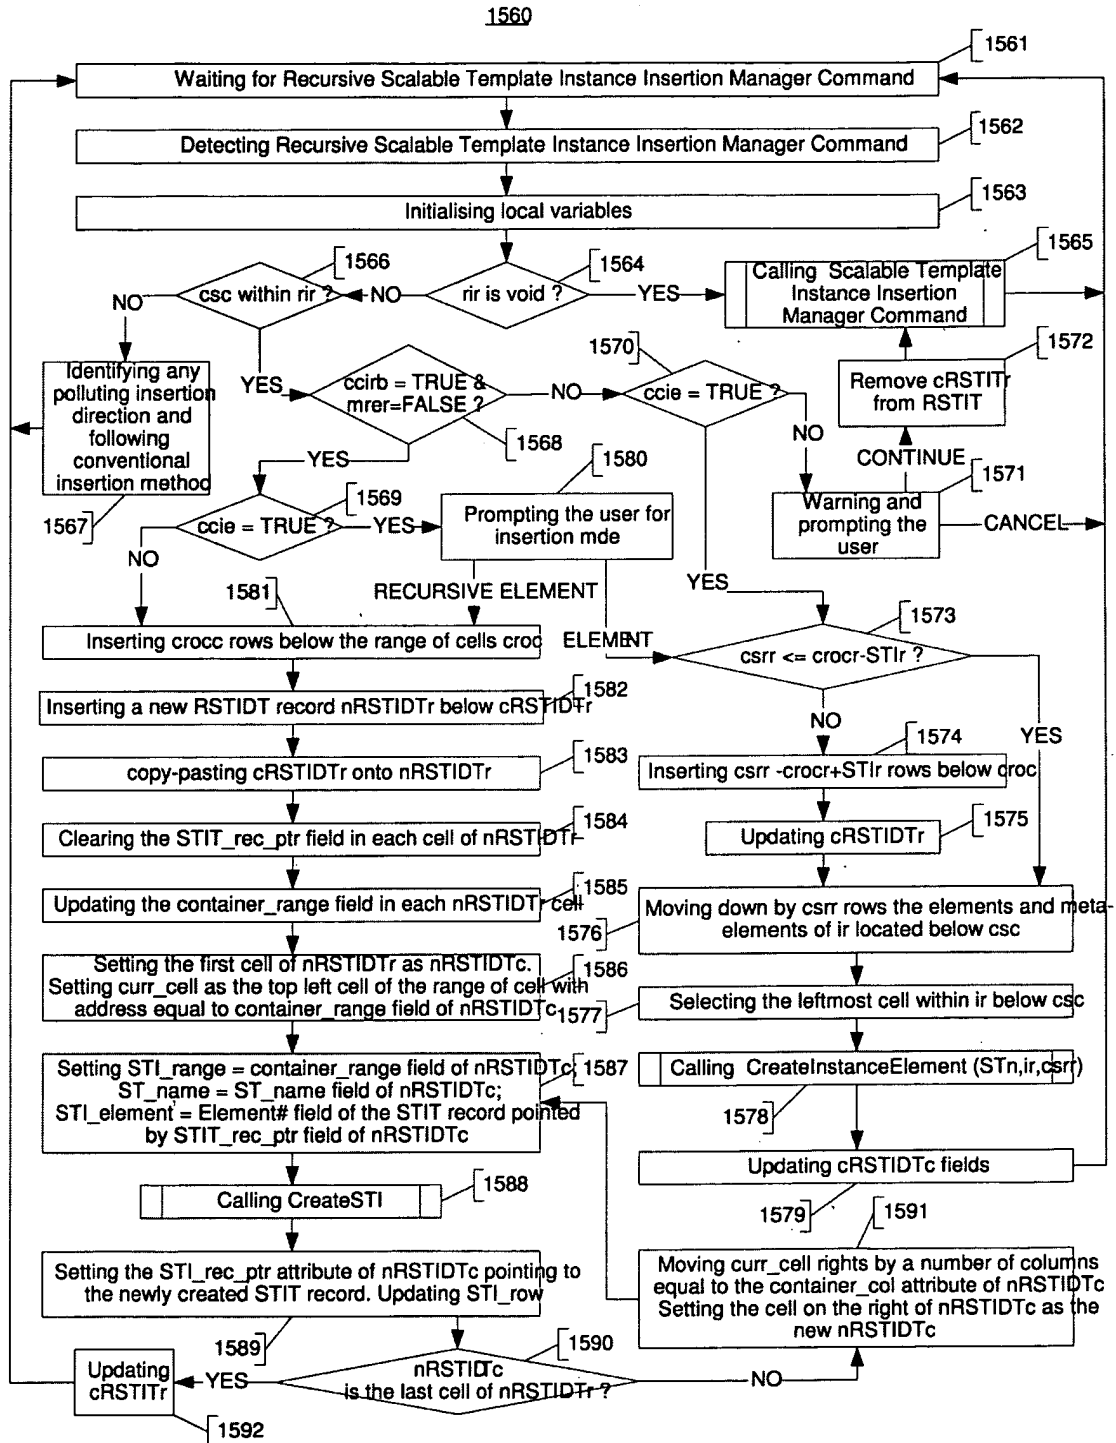 1560
1561
Waiting for Recursive Scalable Template Instance Insertion Manager Command
1562
Detecting Recursive Scalable Template Instance Insertion Manager Command
1563
Initialising local variables
1566
1564
1565
csc within rir ?
NO
rir is void ?
YES
Calling Scalable Template
Instance Insertion
Manager Command
NO
1570
1572
Identifying any
polluting insertion
direction and
following
conventional
insertion method
1567
YES
ccirb = TRUE &
mrer=FALSE ?
NO
ccie = TRUE ?
Remove cRSTITr
from RSTIT
1568
NO
CONTINUE
YES
1580
1571
1569
ccie = TRUE ?
YES
Prompting the user for
insertion mde
Warning and
prompting the
user
CANCEL
NO
YES
1581
RECURSIVE ELEMENT
1573
Inserting crocc rows below the range of cells croc
ELEMENT
csrr <= crocr-STIr ?
1582
Inserting a new RSTIDT record nRSTIDTr below cRSTIDTr
NO
YES
1574
1583
copy-pasting cRSTIDTr onto nRSTIDTr
Inserting csrr -crocr+STIr rows below croc
1584
1575
Clearing the STIT_rec_ptr field in each cell of nRSTIDTr
Updating cRSTIDTr
1585
Updating the container_range field in each nRSTIDTr cell
Moving down by csrr rows the elements and meta-
elements of ir located below csc
1576
1586
Setting the first cell of nRSTIDTr as nRSTIDTc.
Setting curr_cell as the top left cell of the range of cell with
address equal to container_range field of nRSTIDTc
1577
Selecting the leftmost cell within ir below csc
1587
Setting STI_range = container_range field of nRSTIDTc;
ST_name = ST_name field of nRSTIDTc;
STI_element = Element# field of the STIT record pointed
by STIT_rec_ptr field of nRSTIDTc
Calling CreateInstanceElement (STn,ir,csrr)
1578
Updating cRSTIDTc fields
1588
Calling CreateSTI
1579
1591
Setting the STI_rec_ptr attribute of nRSTIDTc pointing to
the newly created STIT record. Updating STI_row
Moving curr_cell rights by a number of columns
equal to the container_col attribute of nRSTIDTc
Setting the cell on the right of nRSTIDTc as the
new nRSTIDTc
1589
1590
Updating
cRSTITr
YES
nRSTIDTc
is the last cell of nRSTIDTr ?
NO
1592